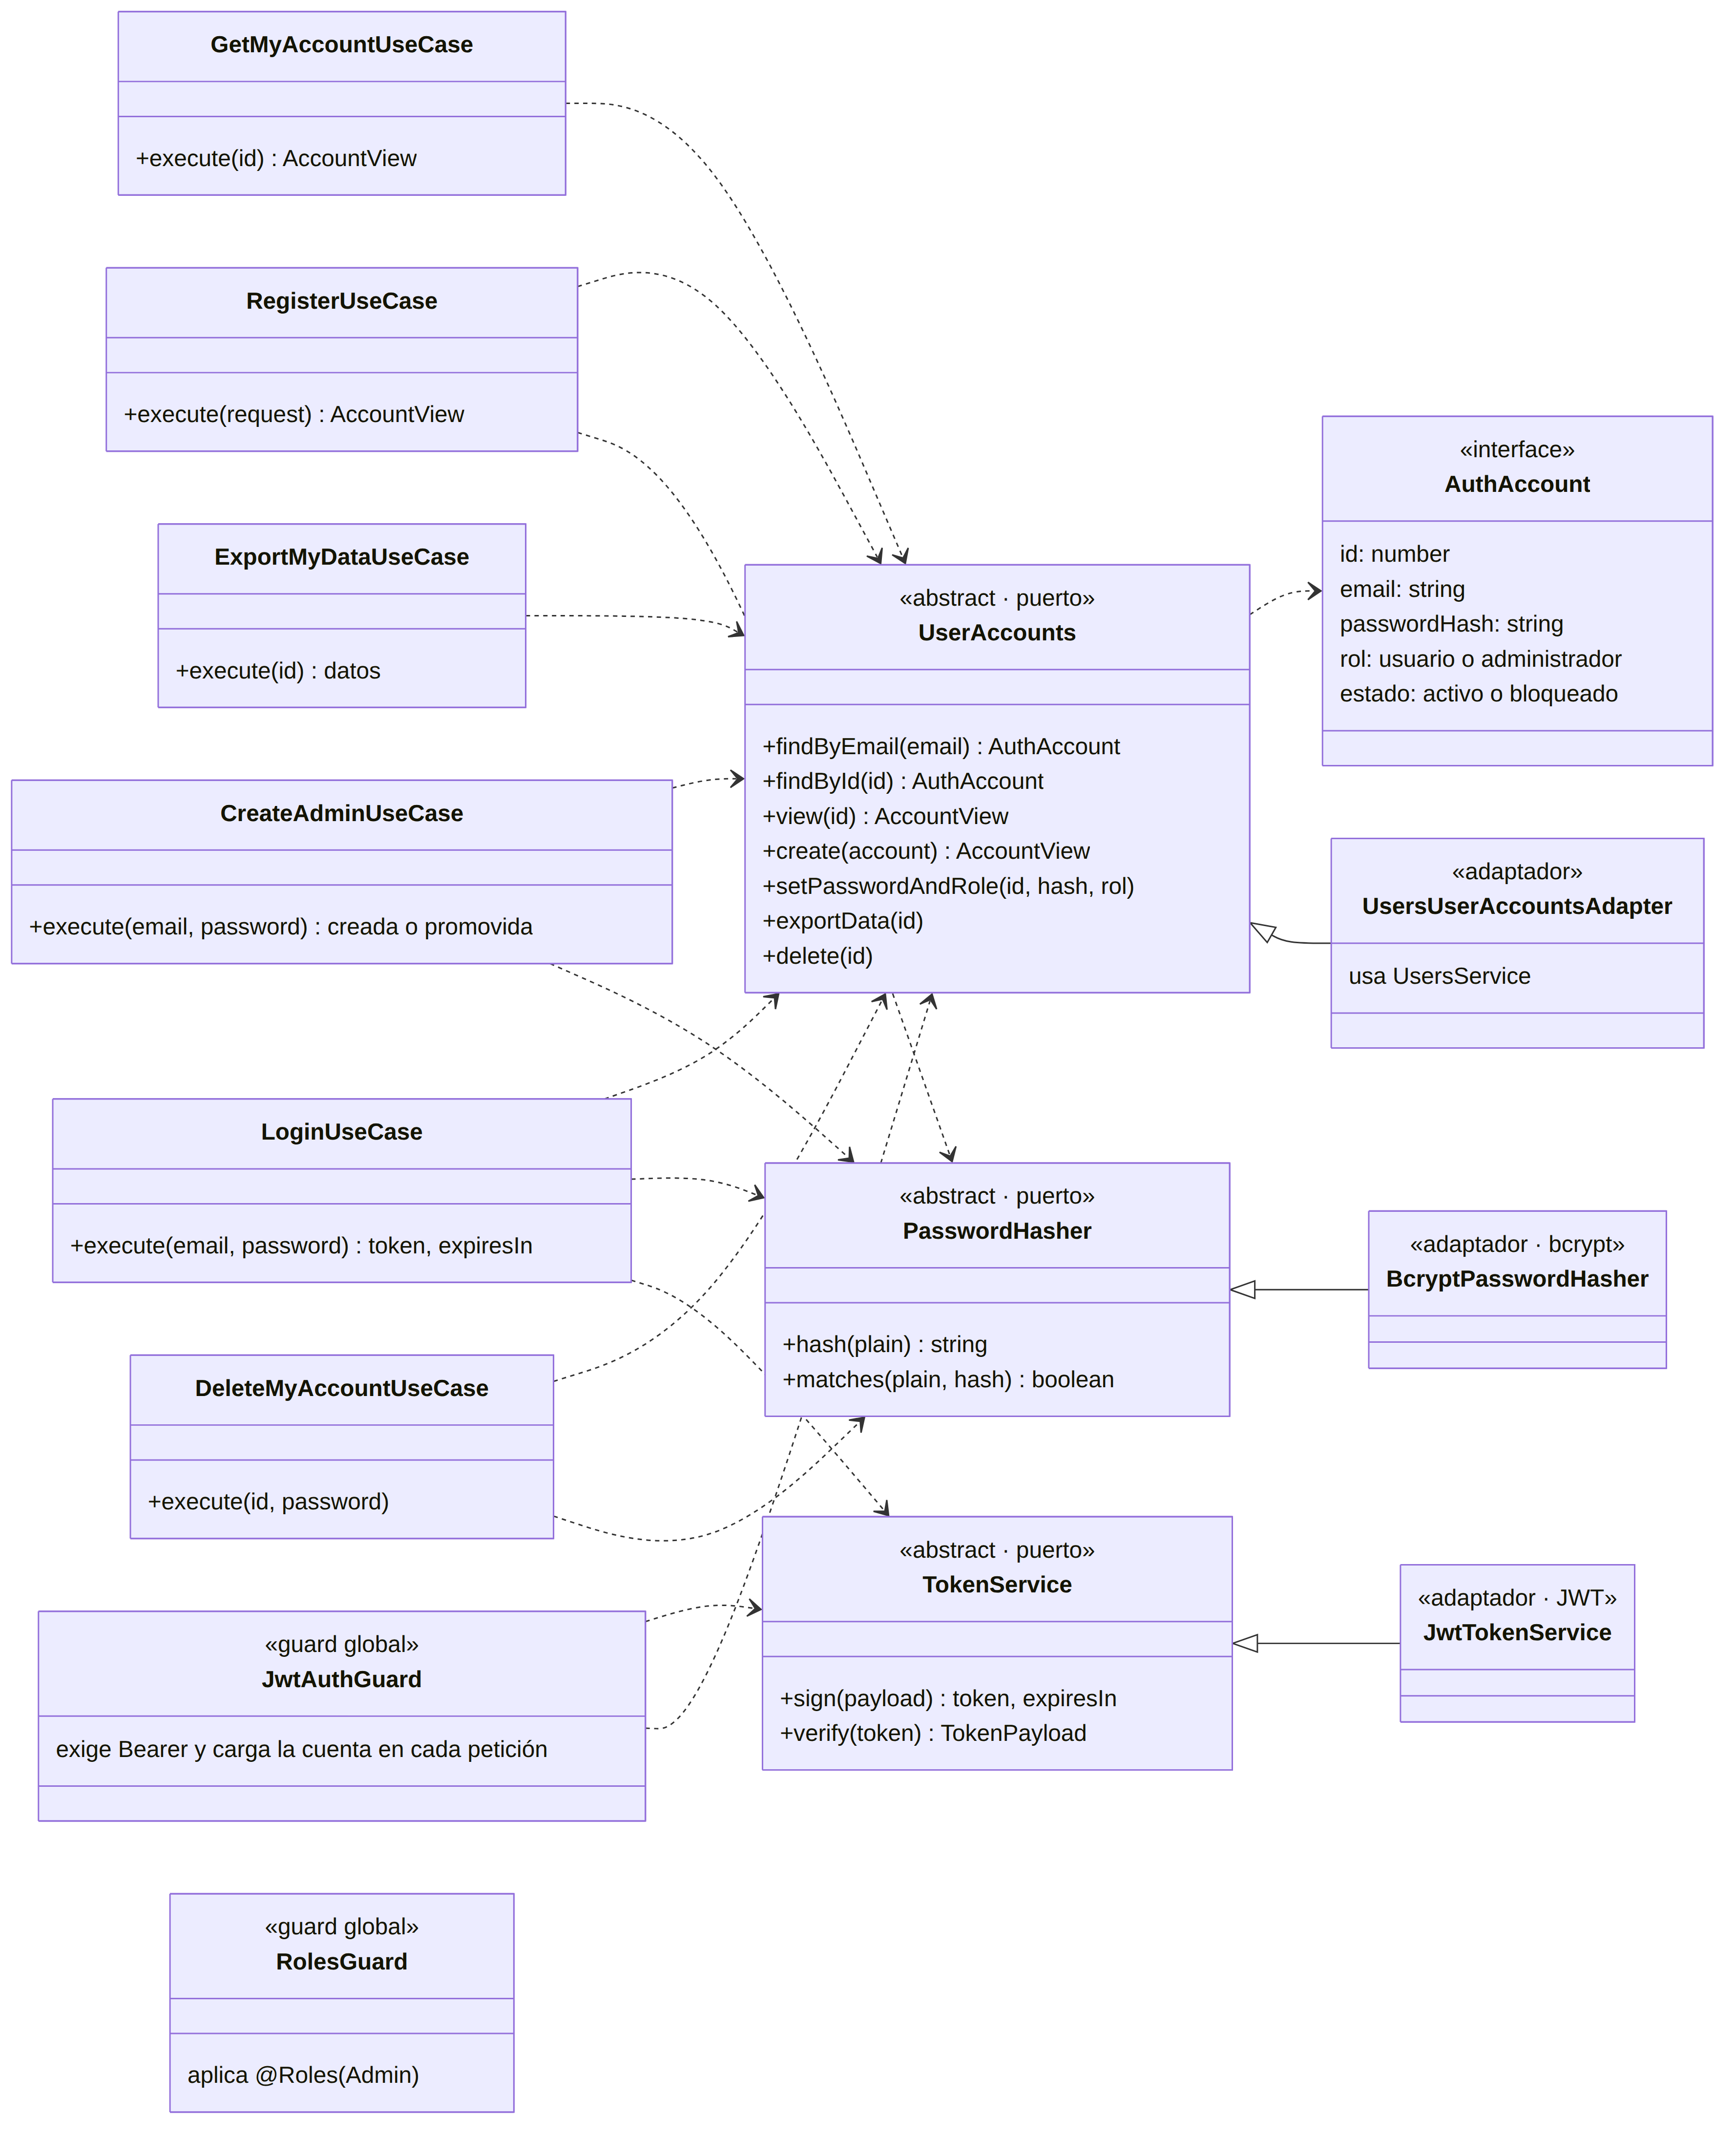 GetMyAccountUseCase
+execute(id) : AccountView
RegisterUseCase
+execute(request) : AccountView
ExportMyDataUseCase
+execute(id) : datos
CreateAdminUseCase
+execute(email, password) : creada o promovida
LoginUseCase
+execute(email, password) : token, expiresIn
DeleteMyAccountUseCase
+execute(id, password)
«guard global»
JwtAuthGuard
exige Bearer y carga la cuenta en cada petición
«guard global»
RolesGuard
aplica @Roles(Admin)
«abstract · puerto»
UserAccounts
+findByEmail(email) : AuthAccount
+findById(id) : AuthAccount
+view(id) : AccountView
+create(account) : AccountView
+setPasswordAndRole(id, hash, rol)
+exportData(id)
+delete(id)
«abstract · puerto»
PasswordHasher
+hash(plain) : string
+matches(plain, hash) : boolean
«abstract · puerto»
TokenService
+sign(payload) : token, expiresIn
+verify(token) : TokenPayload
«interface»
AuthAccount
id: number
email: string
passwordHash: string
rol: usuario o administrador
estado: activo o bloqueado
«adaptador»
UsersUserAccountsAdapter
usa UsersService
«adaptador · bcrypt»
BcryptPasswordHasher
«adaptador · JWT»
JwtTokenService